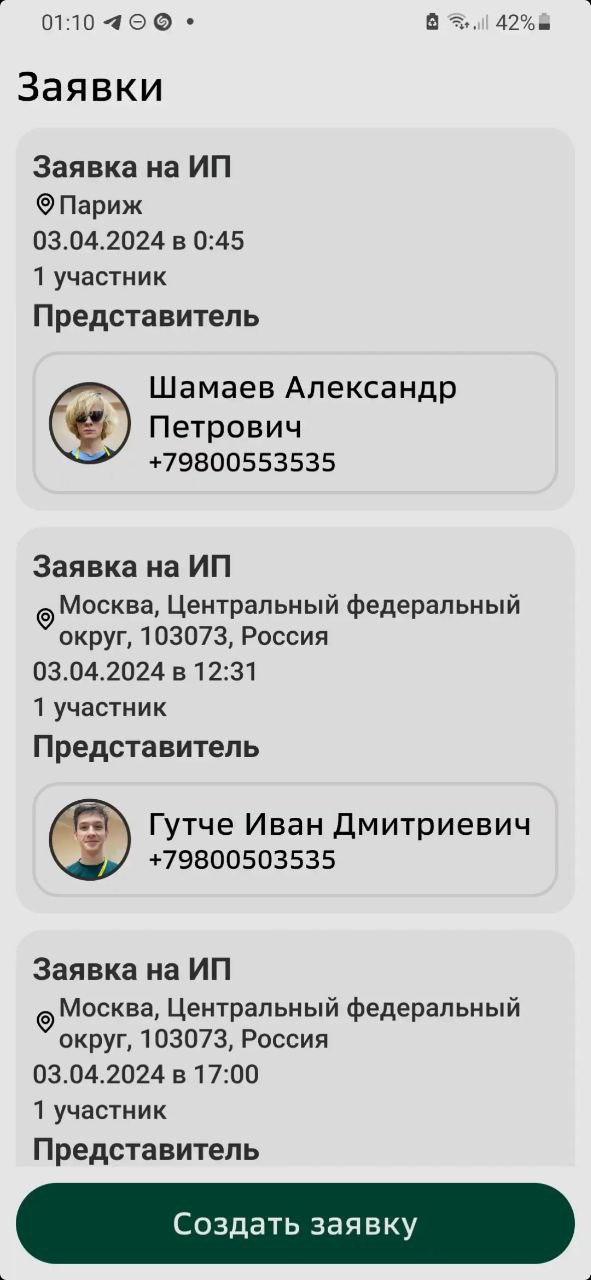 01:10
42%
Заявки
Заявка на ИП
Париж
03.04.2024 в 0:45
1 участник
Представитель
Шамаев Александр
Петрович
+79800553535
Заявка на ИП
Москва, Центральный федеральный
округ, 103073, Россия
03.04.2024 в 12:31
1 участник
Представитель
Гутче Иван Дмитриевич
+79800503535
Заявка на ИП
Москва, Центральный федеральный
округ, 103073, Россия
03.04.2024 в 17:00
1 участник
Представитель
Создать заявку